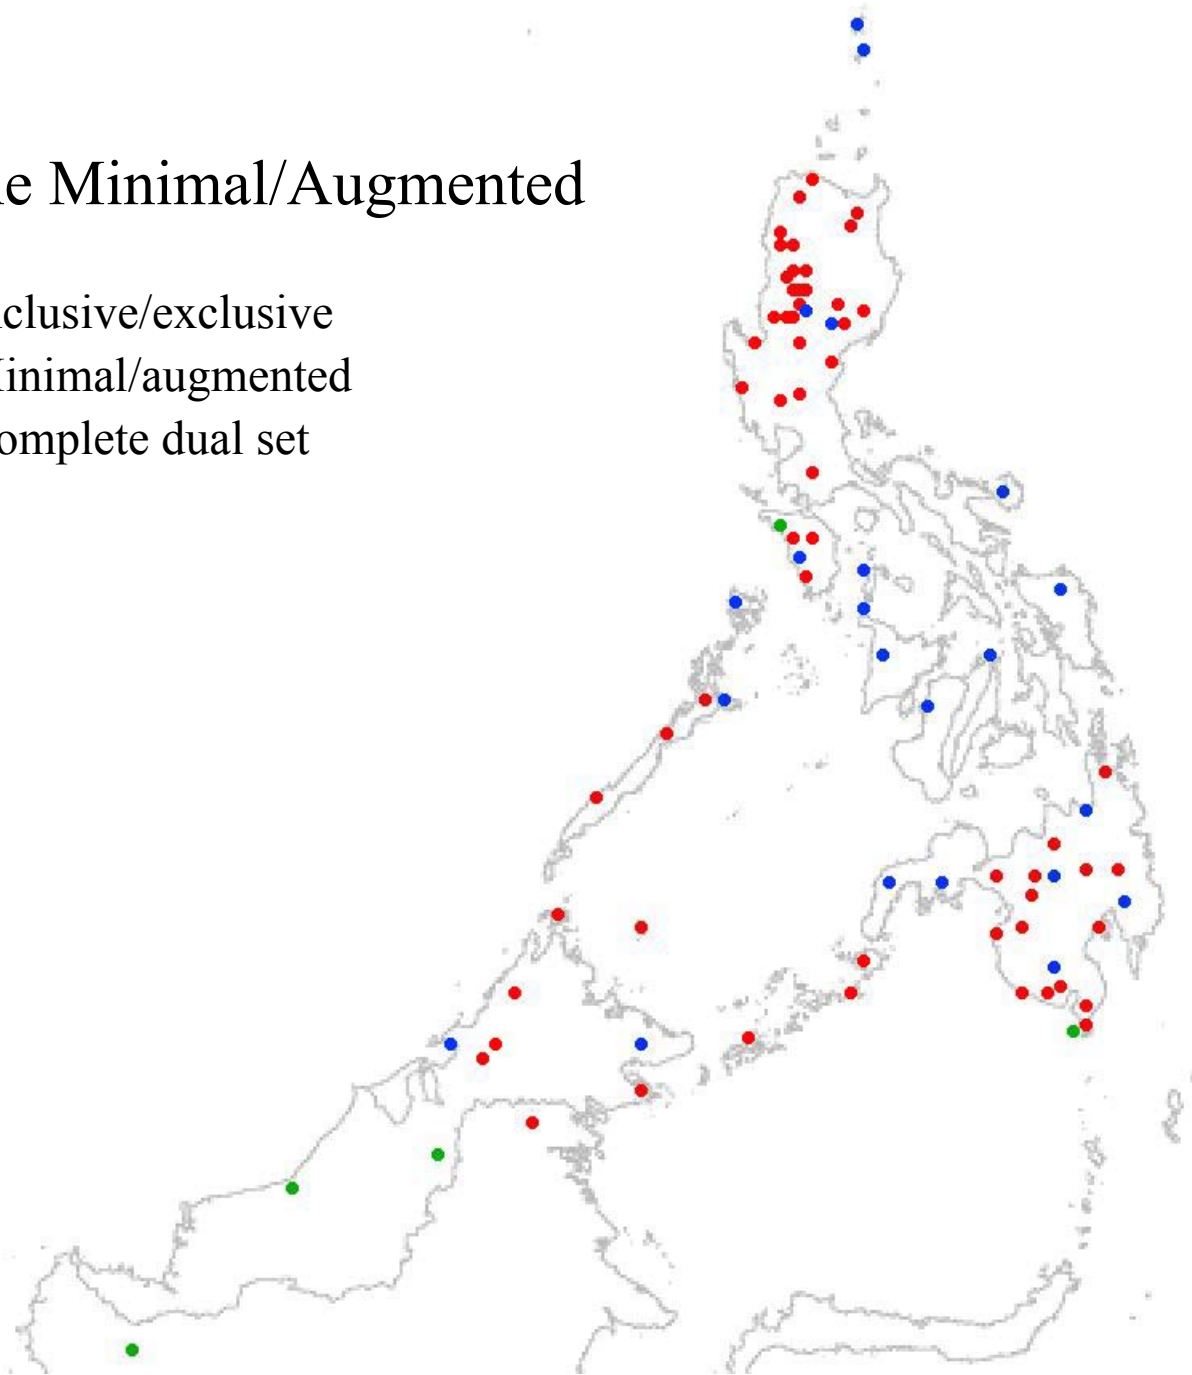 e Minimal/Augmented
clusive/exclusive
inimal/augmented
omplete dual set